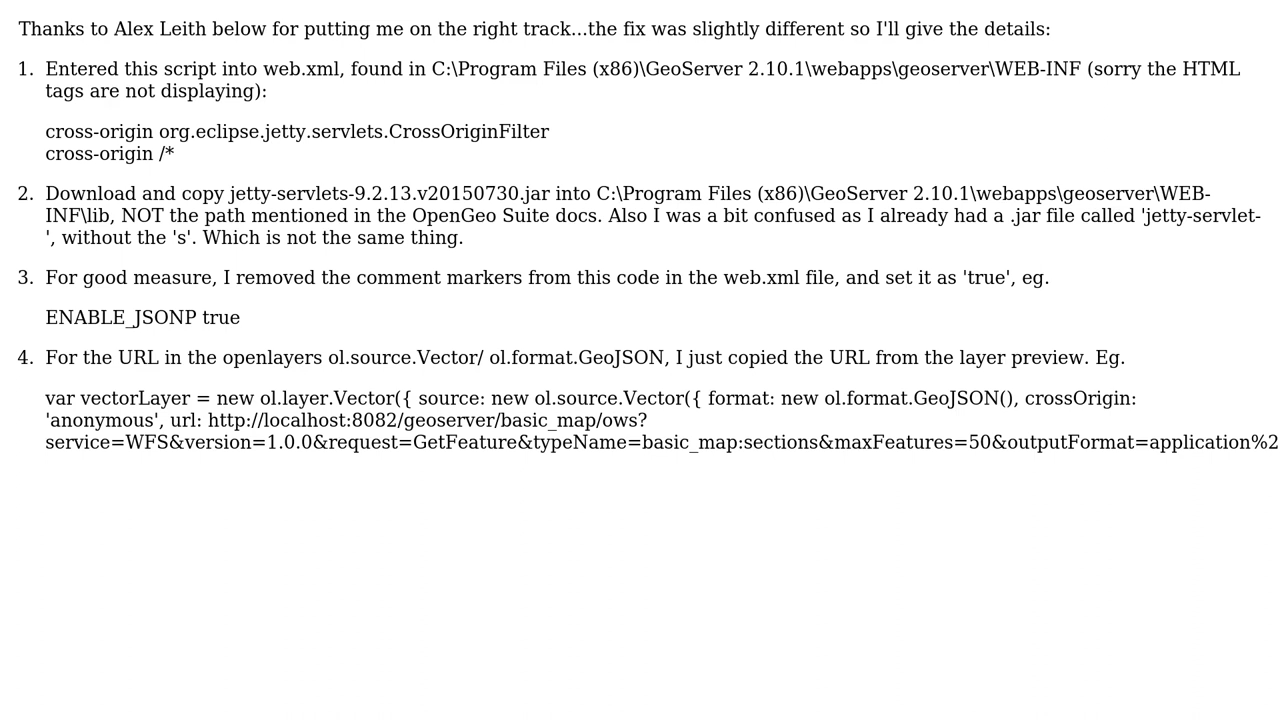 Thanks to Alex Leith below for putting me on the right track...the fix was slightly different so I'll give the details:
1. Entered this script into web.xml, found in C:\Program Files (x86)\GeoServer 2.10.1\webapps\geoserver\WEB-INF (sorry the HTML
tags are not displaying):
cross-origin org.eclipse.jetty.servlets.CrossOriginFilter
cross-origin /*
2. Download and copy jetty-servlets-9.2.13.v20150730.jar into C:\Program Files (x86)\GeoServer 2.10.1\webapps\geoserver\WEB-
INF\lib, NOT the path mentioned in the OpenGeo Suite docs. Also I was a bit confused as I already had a .jar file called 'jetty-servlet-
', without the 's'. Which is not the same thing.
3. For good measure, I removed the comment markers from this code in the web.xml file, and set it as 'true', eg.
ENABLE_JSONP true
4. For the URL in the openlayers ol.source.Vector/ ol.format.GeoJSON, I just copied the URL from the layer preview. Eg.
var vectorLayer = new ol.layer.Vector({ source: new ol.source.Vector({ format: new ol.format.GeoJSON(), crossOrigin:
'anonymous', url: http://localhost:8082/geoserver/basic_map/ows?
service=WFS&version=1.0.0&request=GetFeature&typeName=basic_map:sections&maxFeatures=50&outputFormat=application%2